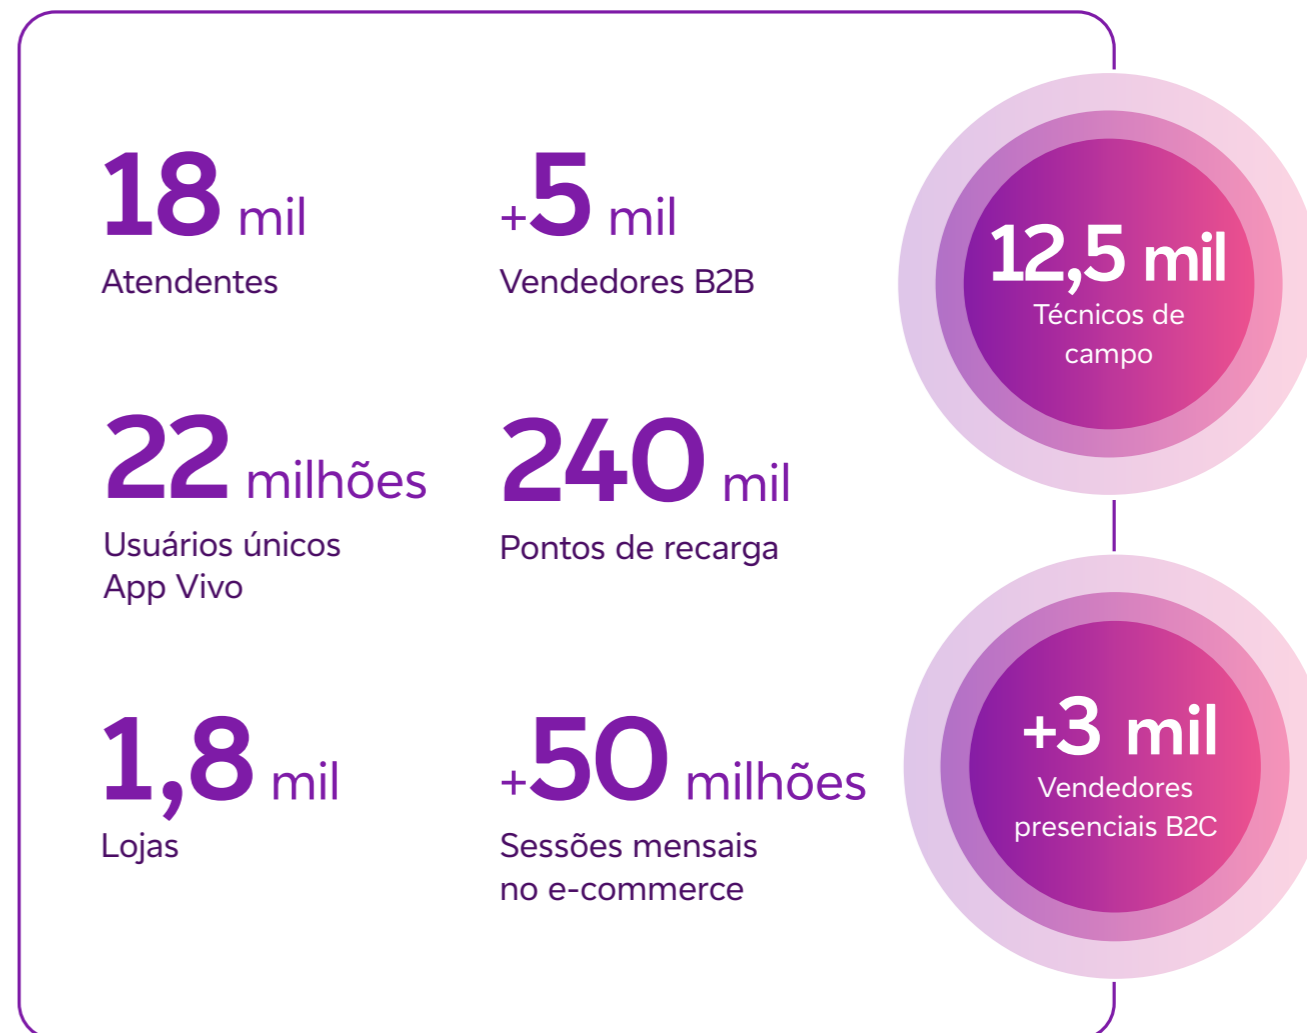 18 mil
Atendentes
+5 mil
Vendedores B2B
12,5 mil
Técnicos de
campo
22 milhões
Usuários únicos
App Vivo
240 mil
Pontos de recarga
1,8 mil
Lojas
+50 milhões
Sessões mensais
no e-commerce
+3 mil
Vendedores
presenciais B2C